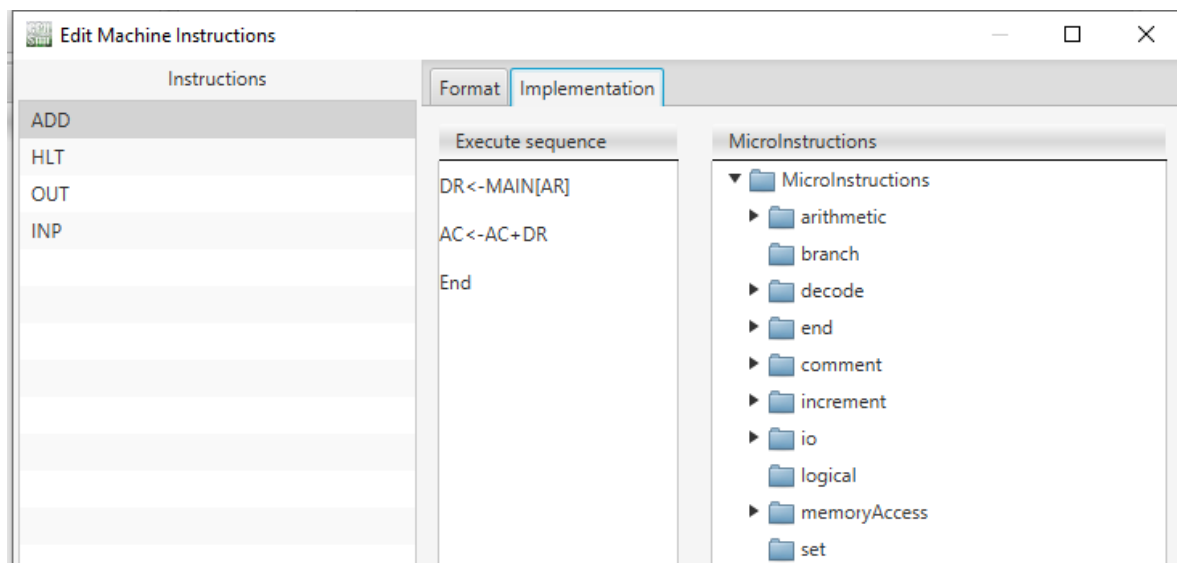 Edit Machine Instructions
Instructions
ADD
HLT
OUT
INP
Format
Implementation
Execute sequence
DR<-MAIN[AR]
AC<-AC+DR
End
MicroInstructions
MicroInstructions
arithmetic
branch
decode
end
comment
increment
io
logical
memoryAccess
set